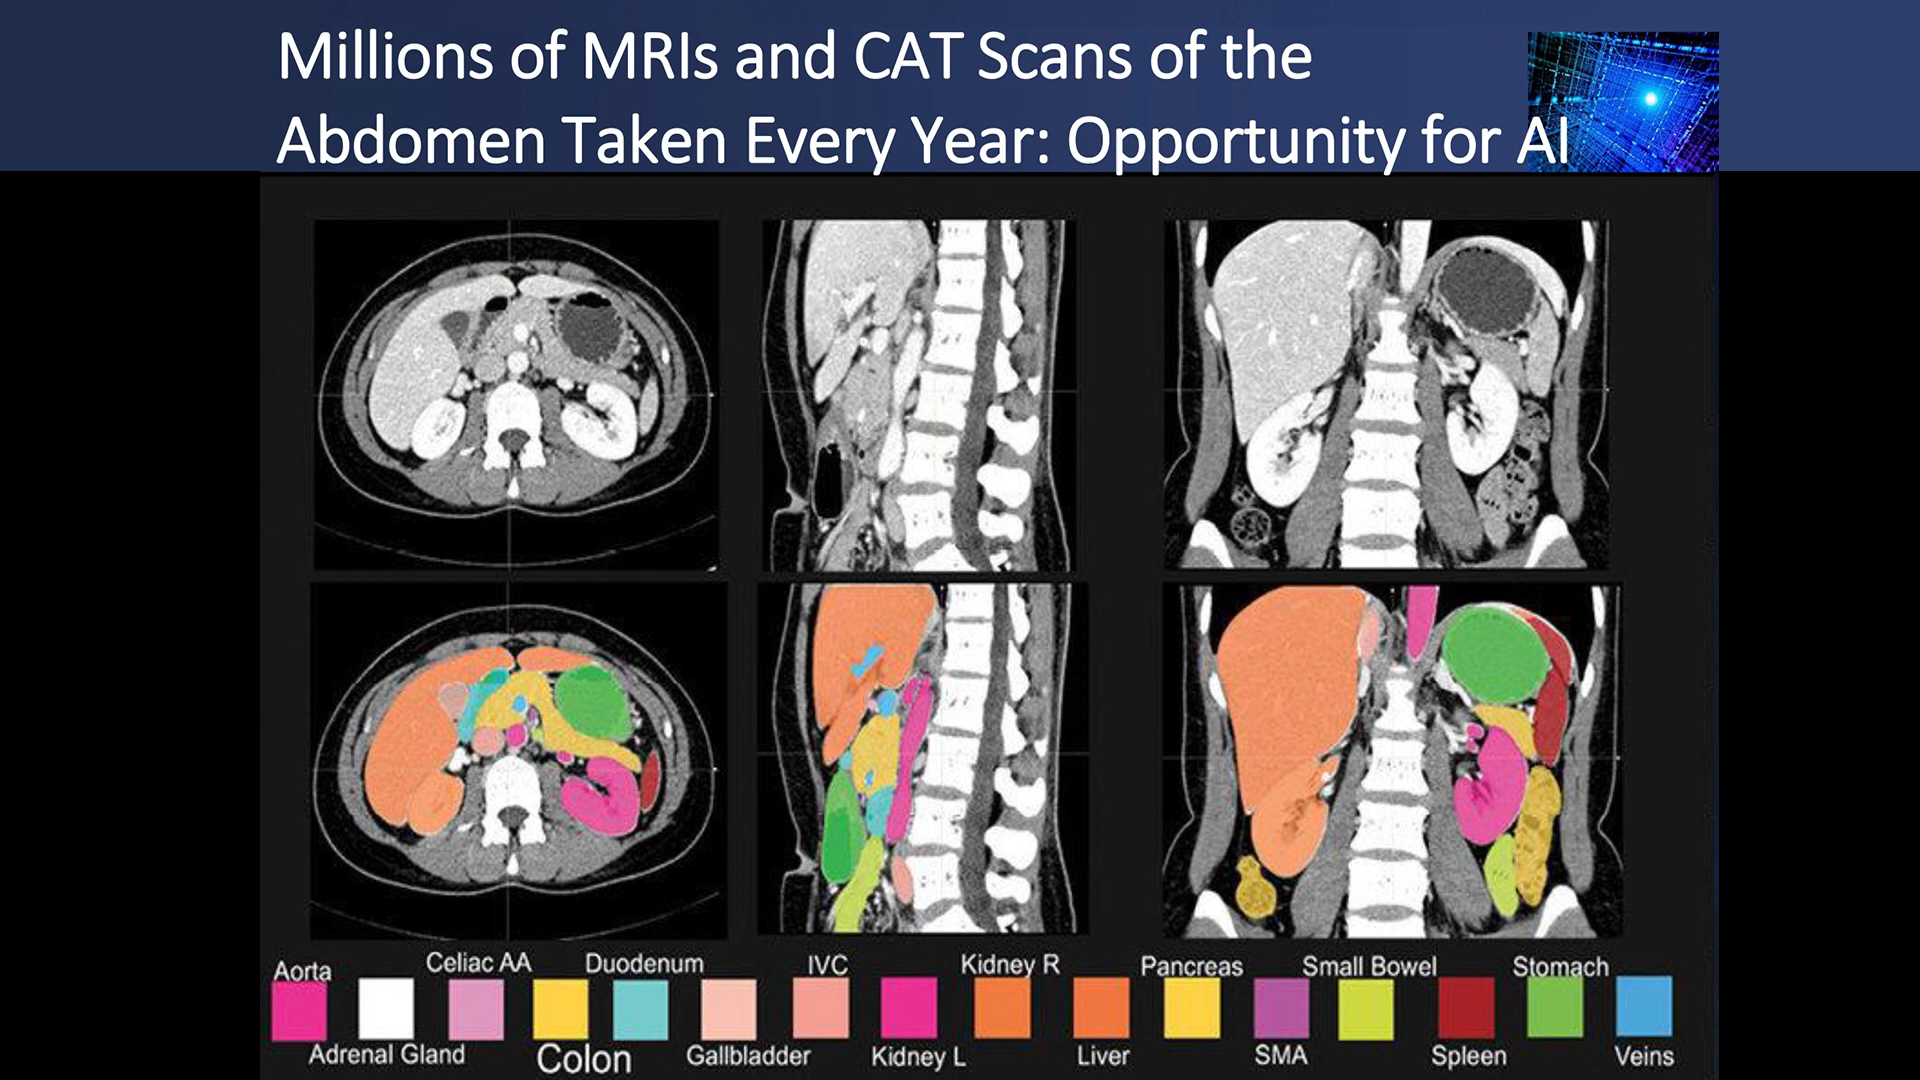 Millions of MRIs and CAT Scans of the
Abdomen Taken Every Year: Opportunity for AI
Aorta
Celiac AA
Duodenum
IVC
Kidney R
Pancreas
Small Bowel
Stomach
Adrenal Gland
Colon
Gallbladder
Kidney L
Liver
SMA
Spleen
Veins